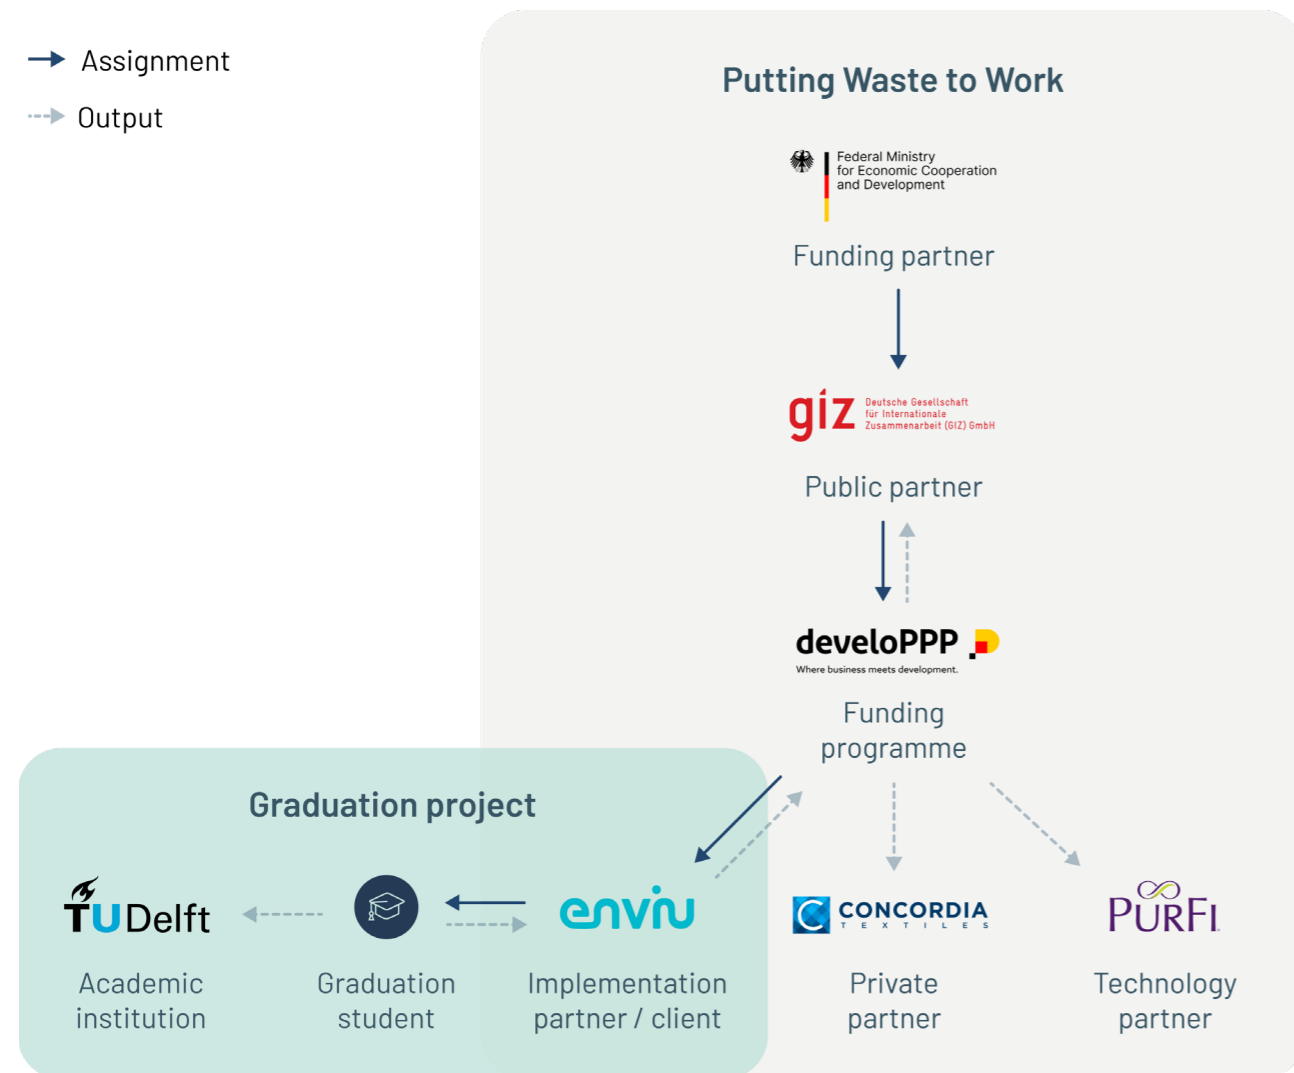 Assignment
Output
Putting Waste to Work
Federal Ministry
for Economic Cooperation
and Development
Funding partner
giz
Deutsche Gesellschaft
für Internationale
Zusammenarbeit (GIZ) GmbH
Public partner
develoPPP
Where business meets development.
Funding
programme
Graduation project
TU Delft
Academic
institution
Graduation
student
enviu
Implementation
partner / client
CONCORDIA
TEXTILES
Private
partner
PURFI
Technology
partner